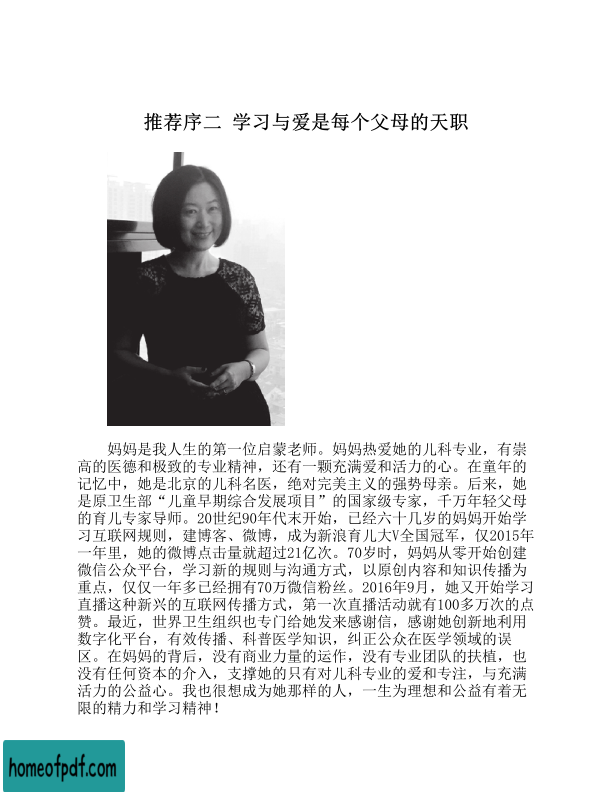 推荐序二 学习与爱是每个父母的天职
妈妈是我人生的第一位启蒙老师。妈妈热爱她的儿科专业，有崇
高的医德和极致的专业精神，还有一颗充满爱和活力的心。在童年的
记忆中，她是北京的儿科名医，绝对完美主义的强势母亲。后来，她
是原卫生部“儿童早期综合发展项目”的国家级专家，千万年轻父母
的育儿专家导师。20世纪90年代末开始，已经六十几岁的妈妈开始学
习互联网规则，建博客、微博，成为新浪育儿大V全国冠军，仅2015年
一年里，她的微博点击量就超过21亿次。70岁时，妈妈从零开始创建
微信公众平台，学习新的规则与沟通方式，以原创内容和知识传播为
重点，仅仅一年多已经拥有70万微信粉丝。2016年9月，她又开始学习
直播这种新兴的互联网传播方式，第一次直播活动就有100多万次的点
赞。最近，世界卫生组织也专门给她发来感谢信，感谢她创新地利用
数字化平台，有效传播、科普医学知识，纠正公众在医学领域的误
区。在妈妈的背后，没有商业力量的运作，没有专业团队的扶植，也
没有任何资本的介入，支撑她的只有对儿科专业的爱和专注，与充满
活力的公益心。我也很想成为她那样的人，一生为理想和公益有着无
限的精力和学习精神！
homeofpdf.com